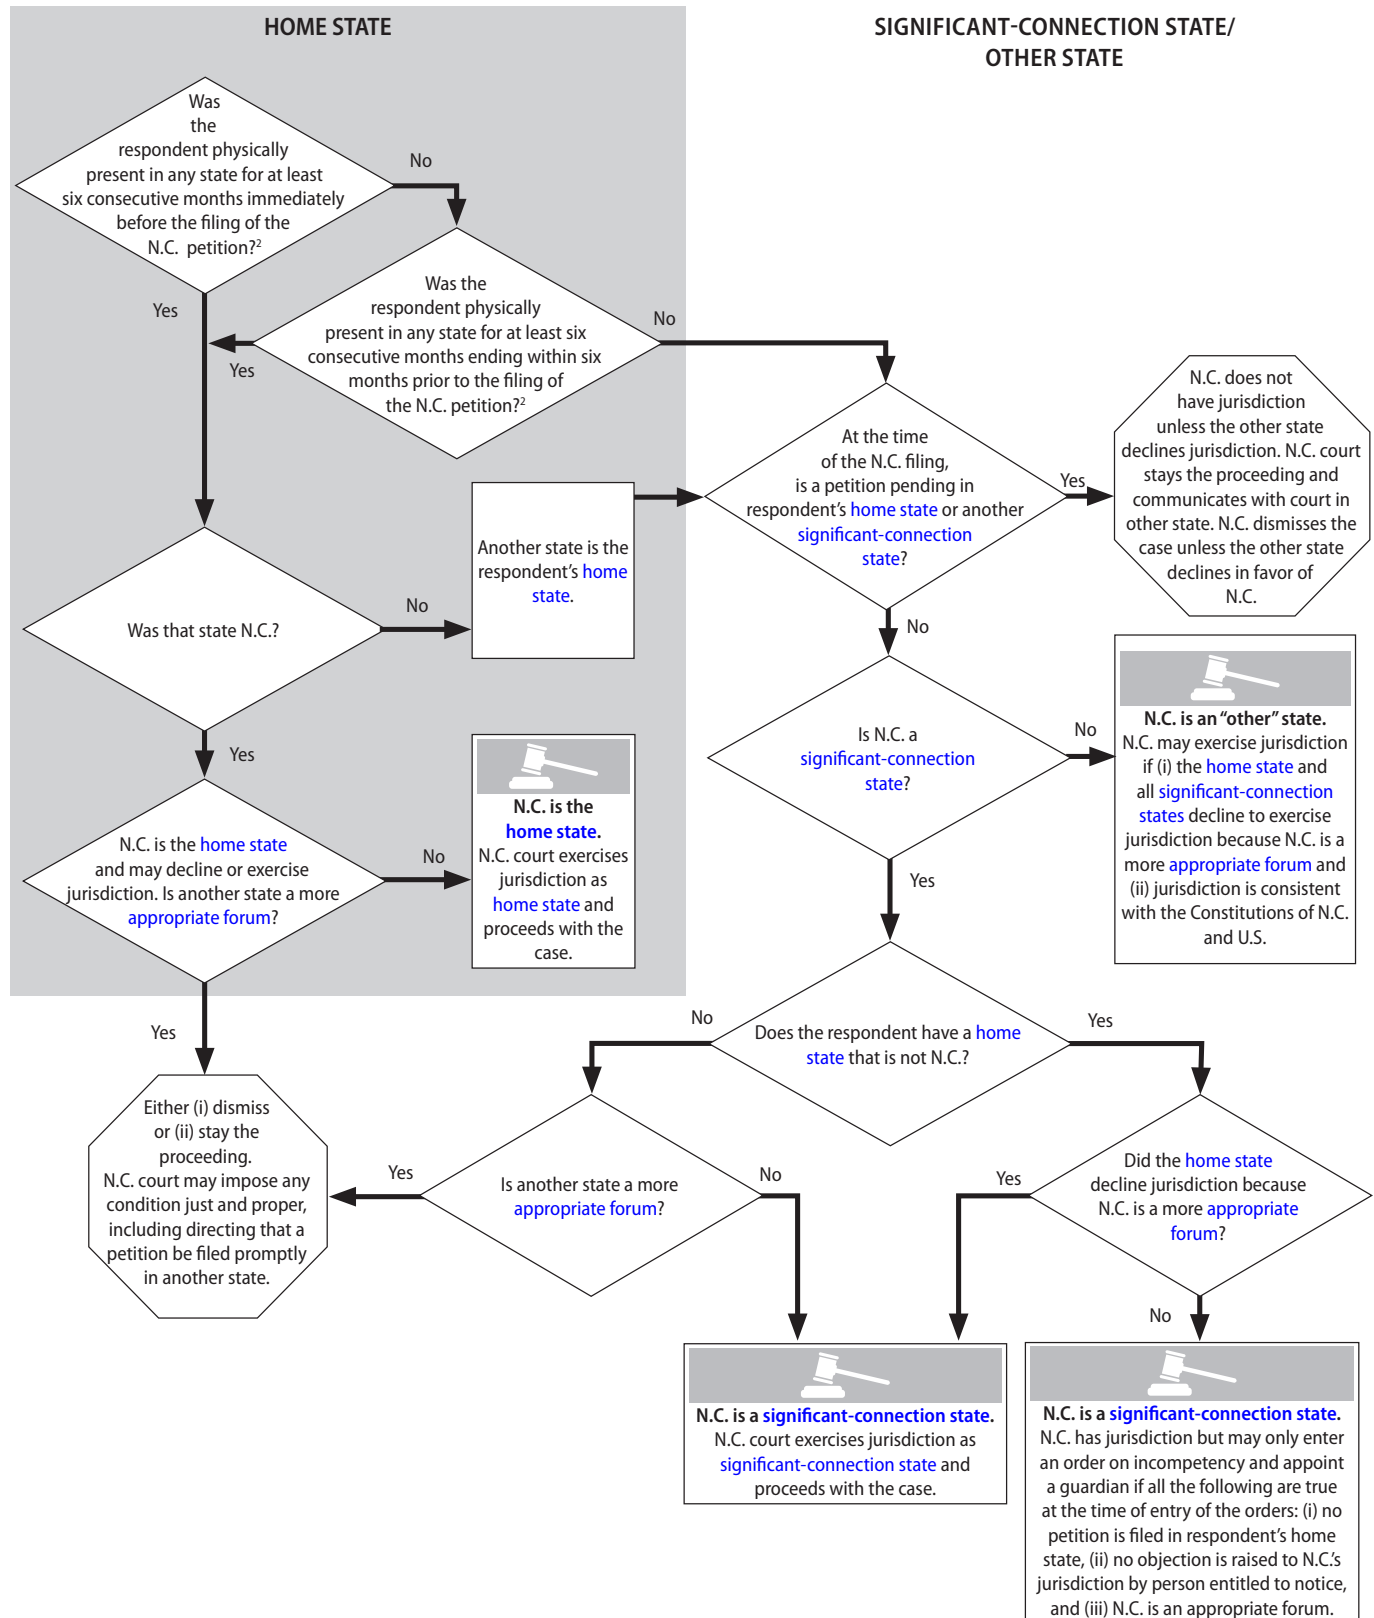 HOME STATE
SIGNIFICANT-CONNECTION STATE/
OTHER STATE
Was
the
respondent physically
present in any state for at least
six consecutive months immediately
before the filing of the
N.C. petition?²
No
Yes
Was the
respondent physically
present in any state for at least six
consecutive months ending within six
months prior to the filing of
the N.C. petition?²
No
Yes
At the time
of the N.C. filing,
is a petition pending in
respondent's home state or another
significant-connection
state?
Yes
N.C. does not
have jurisdiction
unless the other state
declines jurisdiction. N.C. court
stays the proceeding and
communicates with court in
other state. N.C. dismisses the
case unless the other state
declines in favor of
N.C.
Another state is the
respondent's home
state.
No
Was that state N.C.?
No
Yes
Is N.C. a
significant-connection
state?
No
N.C. is an "other" state.
N.C. may exercise jurisdiction
if (i) the home state and
all significant-connection
states decline to exercise
jurisdiction because N.C. is a
more appropriate forum and
(ii) jurisdiction is consistent
with the Constitutions of N.C.
and U.S.
Yes
N.C. is the home state
and may decline or exercise
jurisdiction. Is another state a more
appropriate forum?
No
N.C. is the
home state.
N.C. court exercises
jurisdiction as
home state and
proceeds with the
case.
Yes
Does the respondent have a home
state that is not N.C.?
No
Yes
Either (i) dismiss
or (ii) stay the
proceeding.
N.C. court may impose any
condition just and proper,
including directing that a
petition be filed promptly
in another state.
Yes
Is another state a more
appropriate forum?
No
Yes
Did the home state
decline jurisdiction because
N.C. is a more appropriate
forum?
No
N.C. is a significant-connection state.
N.C. court exercises jurisdiction as
significant-connection state and
proceeds with the case.
N.C. is a significant-connection state.
N.C. has jurisdiction but may only enter
an order on incompetency and appoint
a guardian if all the following are true
at the time of entry of the orders: (i) no
petition is filed in respondent's home
state, (ii) no objection is raised to N.C.'s
jurisdiction by person entitled to notice,
and (iii) N.C. is an appropriate forum.